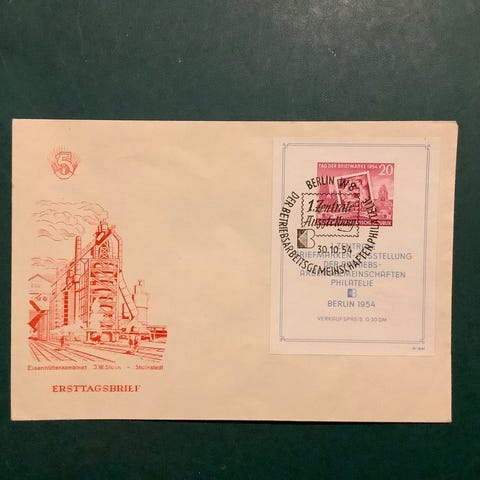 5
Eisenhüttenkombinat J.W. Stalin - Stalinstadt
ERSTTAGSBRIEF
TAG DER BRIEFMARKE 1954 20
BERLIN W 8
1. Zentrale
Ausstellung
30.10.54
DER BETRIEBSARBEITSGEMEINSCHAFTEN PHILATELIE
ZENTRALE
BRIEFMARKEN-AUSSTELLUNG
DER BETRIEBS-
ARBEITSGEMEINSCHAFTEN
PHILATELIE
BERLIN 1954
VERKAUFSPREIS 0,30 DM